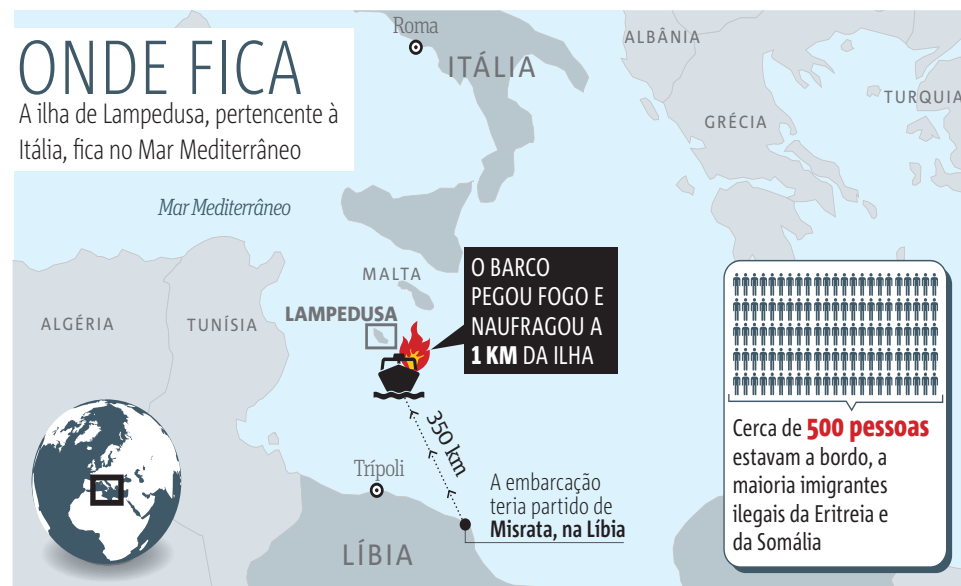 ONDE FICA
A ilha de Lampedusa, pertencente à
Itália, fica no Mar Mediterrâneo
Roma
ITÁLIA
ALBÂNIA
GRÉCIA
TURQUIA
Mar Mediterrâneo
MALTA
LAMPEDUSA
ALGÉRIA
TUNÍSIA
O BARCO
PEGOU FOGO E
NAUFRAGOU A
1 KM DA ILHA
350 km
Trípoli
LÍBIA
A embarcação
teria partido de
Misrata, na Líbia
Cerca de 500 pessoas
estavam a bordo, a
maioria imigrantes
ilegais da Eritreia e
da Somália